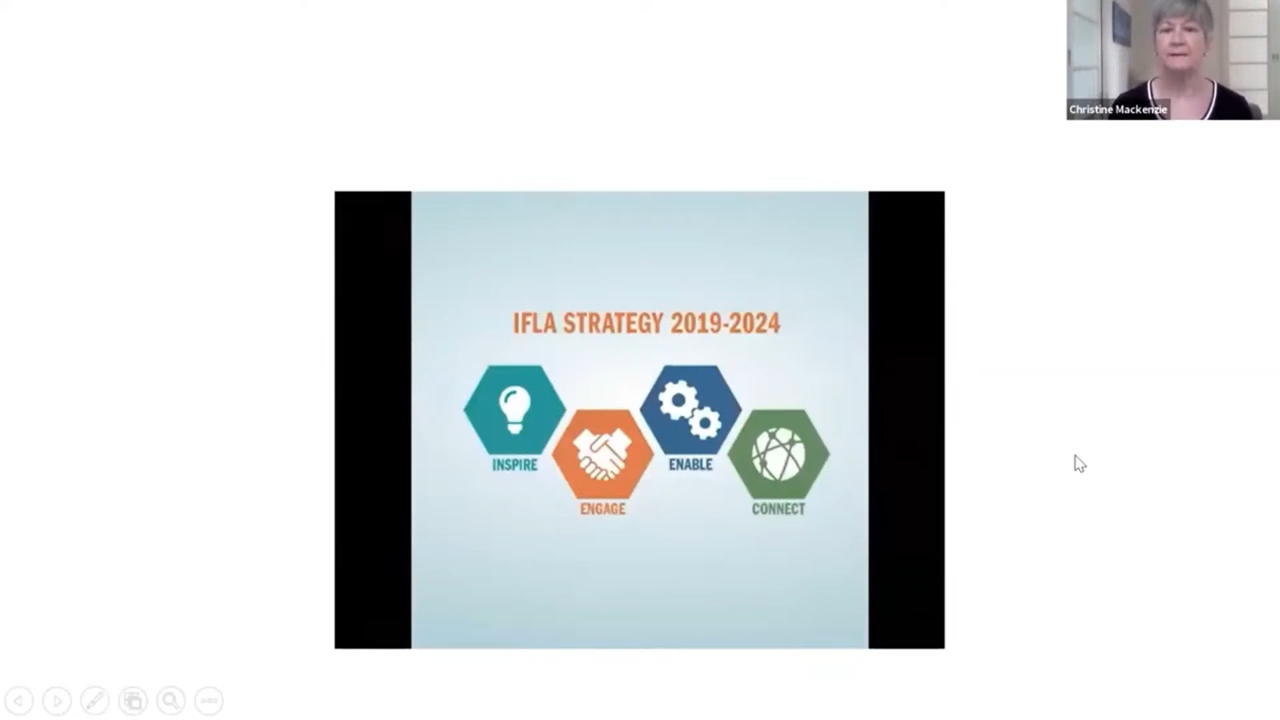 Christine Mackenzie
IFLA STRATEGY 2019-2024
INSPIRE
ENABLE
ENGAGE
CONNECT